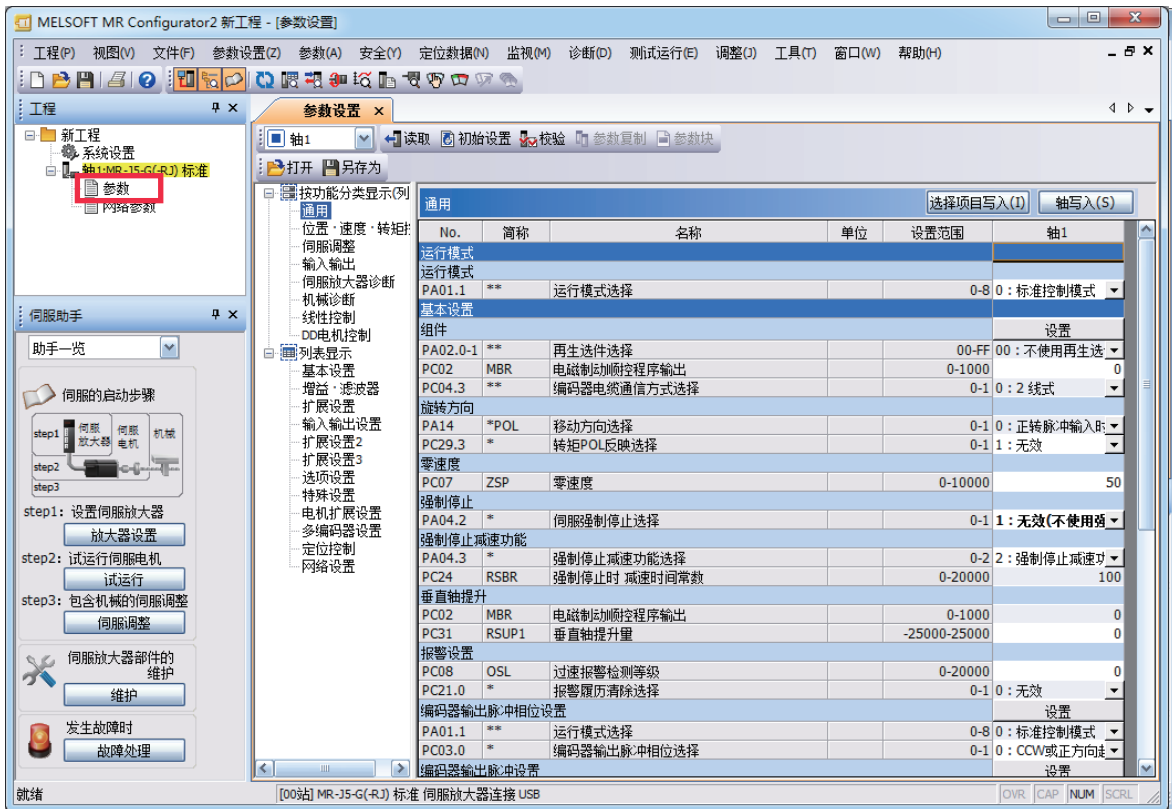 MELSOFT MR Configurator2 新工程 - [参数设置]
工程(P) 视图(V) 文件(F) 参数设置(Z) 参数(A) 安全(Y) 定位数据(N) 监视(M) 诊断(D) 测试运行(E) 调整(J) 工具(T) 窗口(W) 帮助(H)
工程
新工程
系统设置
轴1:MR-J5-G(-RJ) 标准
参数
网络参数
伺服助手
助手一览
伺服的启动步骤
step1 伺服放大器 伺服电机 机械
step2
step3
step1: 设置伺服放大器
放大器设置
step2: 试运行伺服电机
试运行
step3: 包含机械的伺服调整
伺服调整
伺服放大器部件的
维护
维护
发生故障时
故障处理
参数设置
轴1 读取 初始设置 校验 参数复制 参数块
打开 另存为
按功能分类显示(列
通用
位置·速度·转矩
伺服调整
输入输出
伺服放大器诊断
机械诊断
线性控制
DD电机控制
列表显示
基本设置
增益·滤波器
扩展设置
输入输出设置
扩展设置2
扩展设置3
选项设置
特殊设置
电机扩展设置
多编码器设置
定位控制
网络设置
通用 选择项目写入(I) 轴写入(S)
No. 简称 名称 单位 设置范围 轴1
运行模式
运行模式
PA01.1 ** 运行模式选择 0-8 0：标准控制模式
基本设置
组件 设置
PA02.0-1 ** 再生选件选择 00-FF 00：不使用再生选
PC02 MBR 电磁制动顺控程序输出 0-1000 0
PC04.3 ** 编码器电缆通信方式选择 0-1 0：2 线式
旋转方向
PA14 *POL 移动方向选择 0-1 0：正转脉冲输入时
PC29.3 * 转矩POL反映选择 0-1 1：无效
零速度
PC07 ZSP 零速度 0-10000 50
强制停止
PA04.2 * 伺服强制停止选择 0-1 1：无效(不使用强
强制停止减速功能
PA04.3 * 强制停止减速功能选择 0-2 2：强制停止减速功
PC24 RSBR 强制停止时 减速时间常数 0-20000 100
垂直轴提升
PC02 MBR 电磁制动顺控程序输出 0-1000 0
PC31 RSUP1 垂直轴提升量 -25000-25000 0
报警设置
PC08 OSL 过速报警检测等级 0-20000 0
PC21.0 * 报警履历清除选择 0-1 0：无效
编码器输出脉冲相位设置 设置
PA01.1 ** 运行模式选择 0-8 0：标准控制模式
PC03.0 * 编码器输出脉冲相位选择 0-1 0：CCW或正方向
编码器输出脉冲设置 设置
就绪 [00站] MR-J5-G(-RJ) 标准 伺服放大器连接 USB OVR CAP NUM SCRL